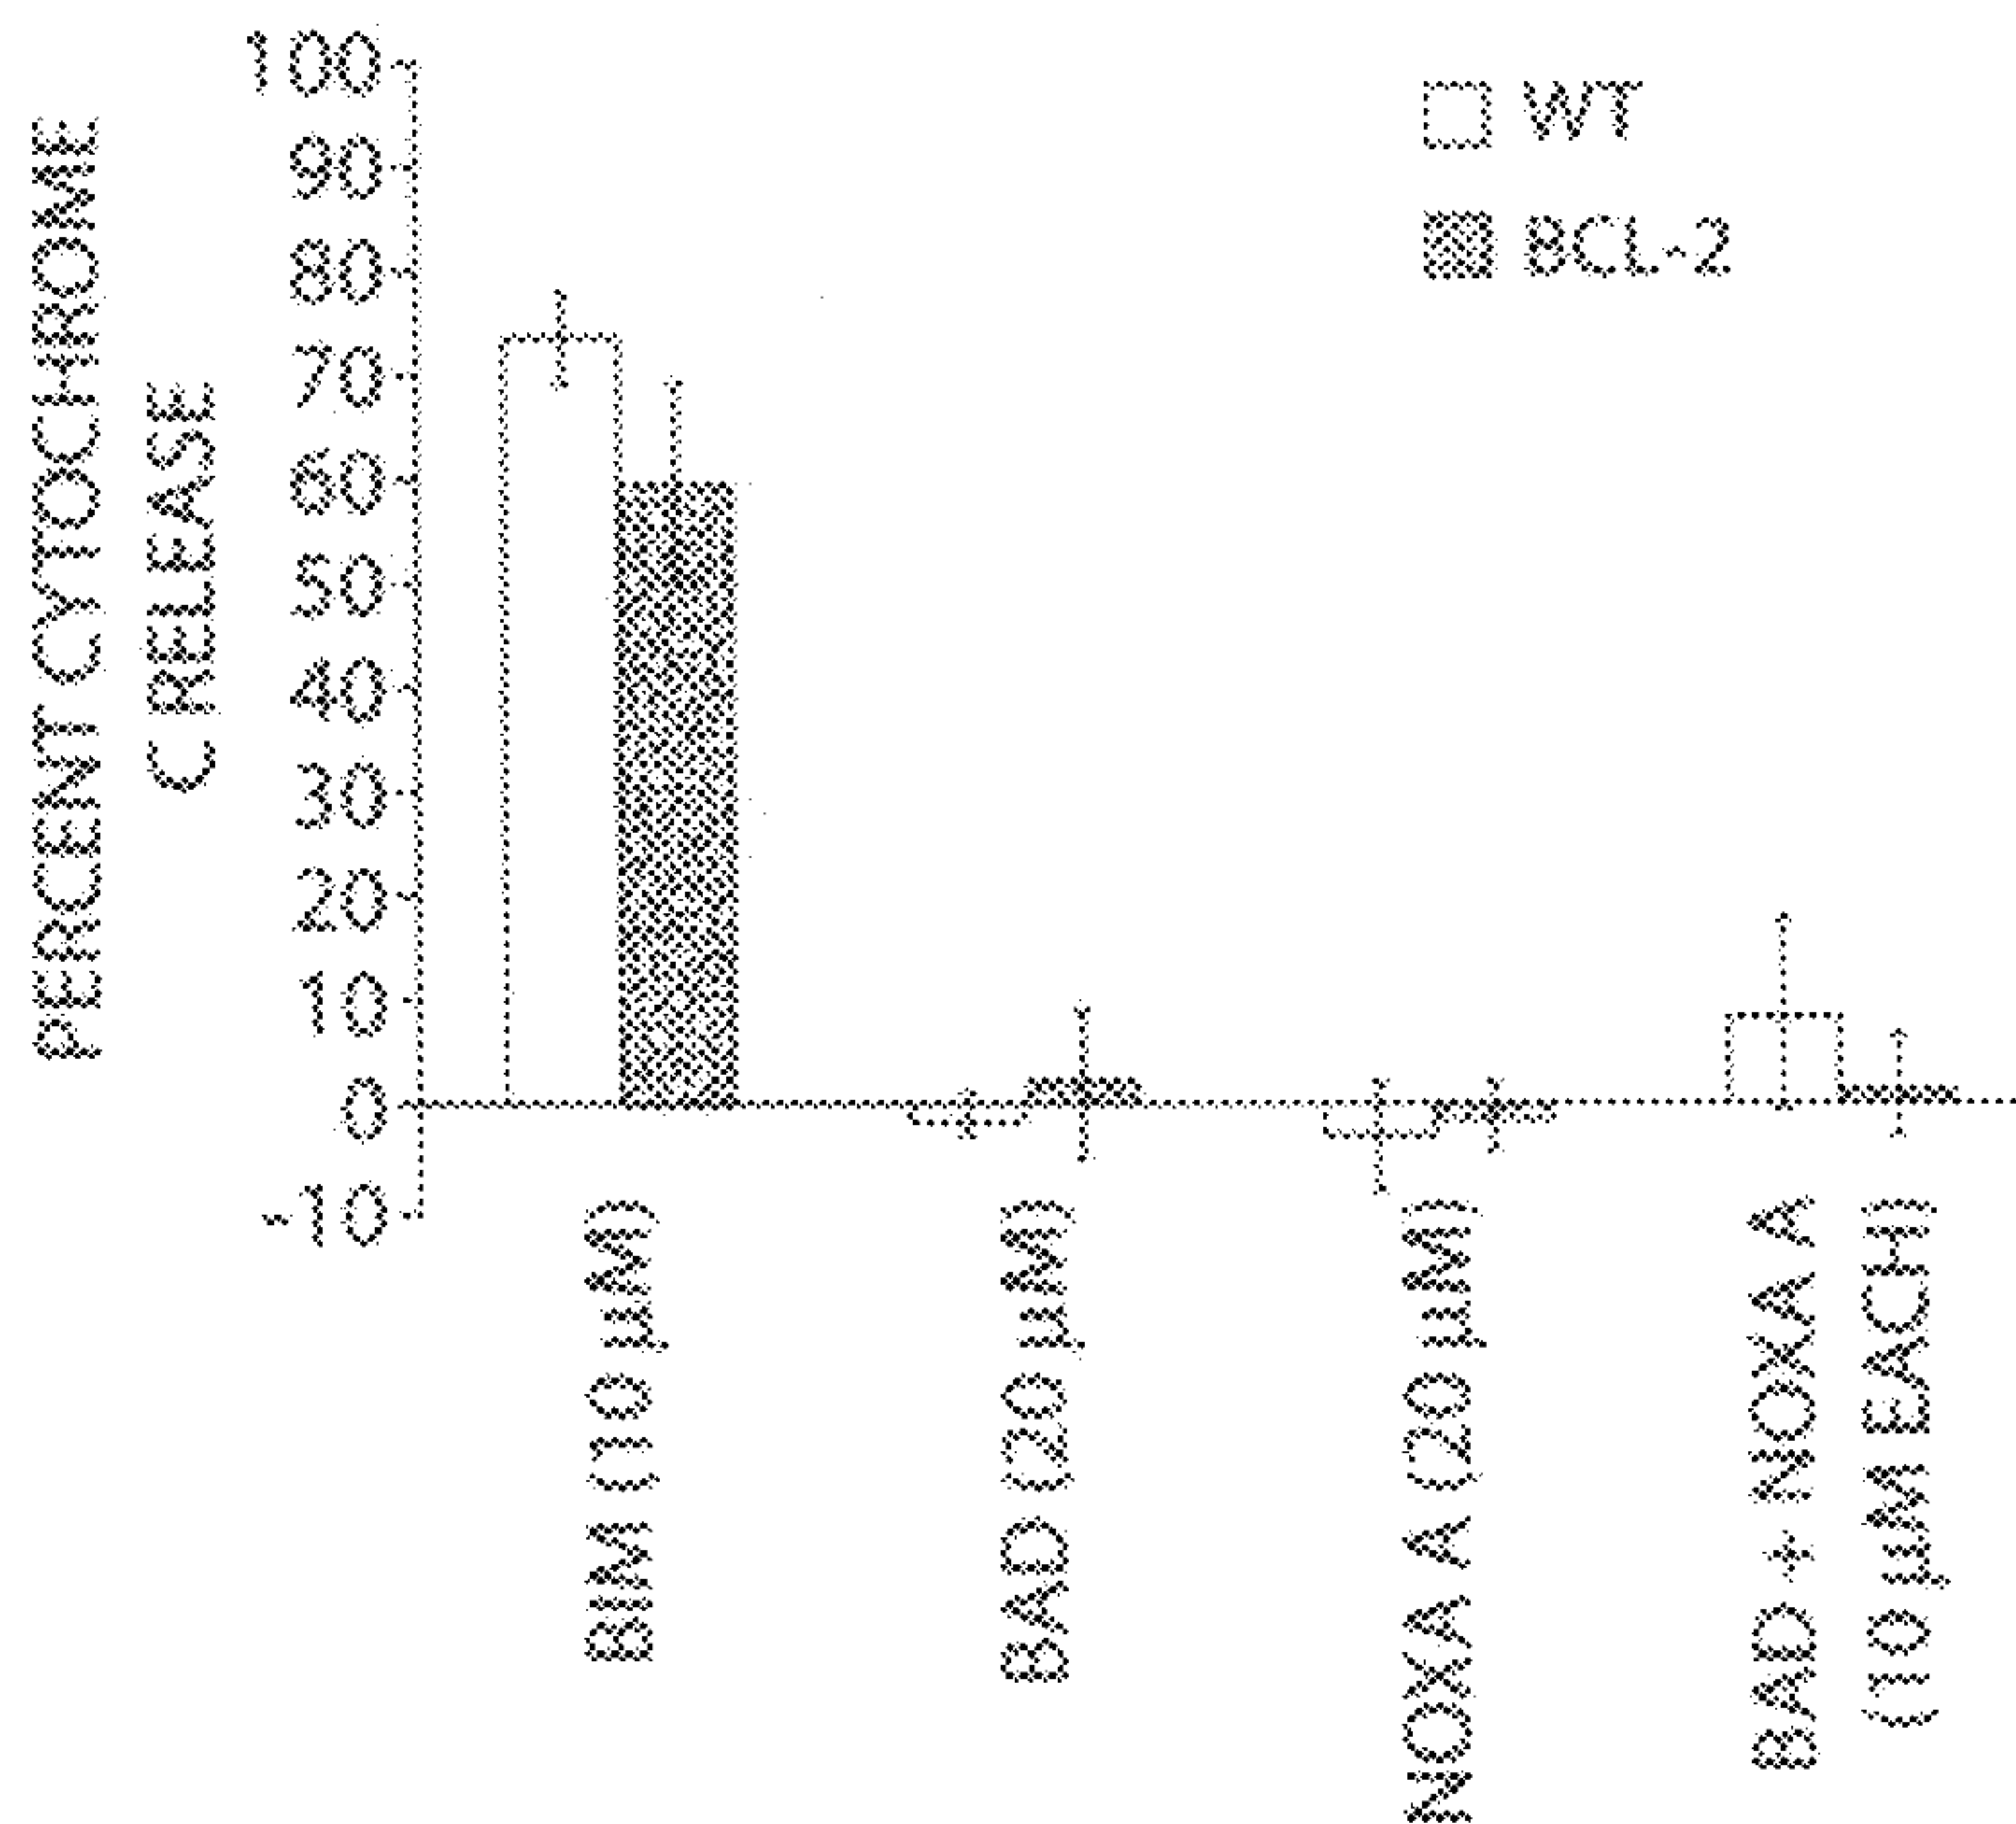 PERCENT CYTOCHROME
C RELEASE
100
90
80
70
60
50
40
30
20
10
0
-10
WT
BCL-2
BIM (10 µM)
BAD (20 µM)
NOXA A (20 µM)
BAD + NOXA A
(10 µM EACH)